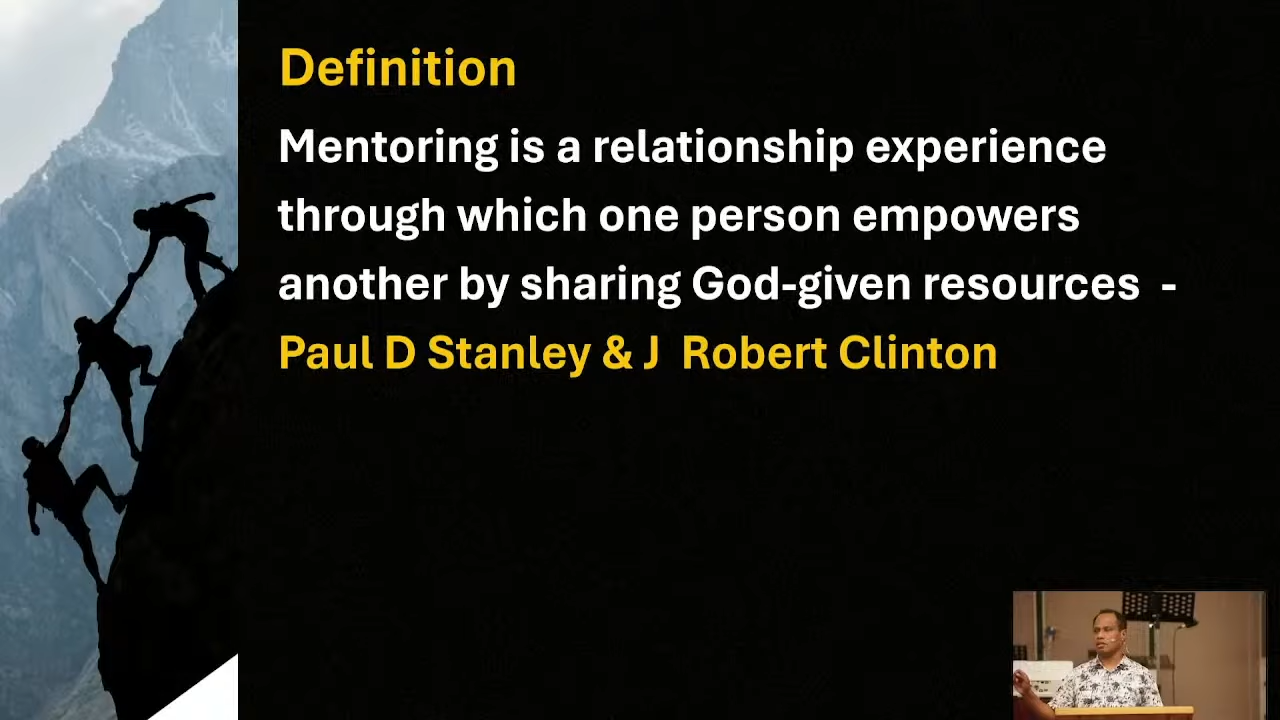 Definition
Mentoring is a relationship experience
through which one person empowers
another by sharing God-given resources -
Paul D Stanley & J Robert Clinton